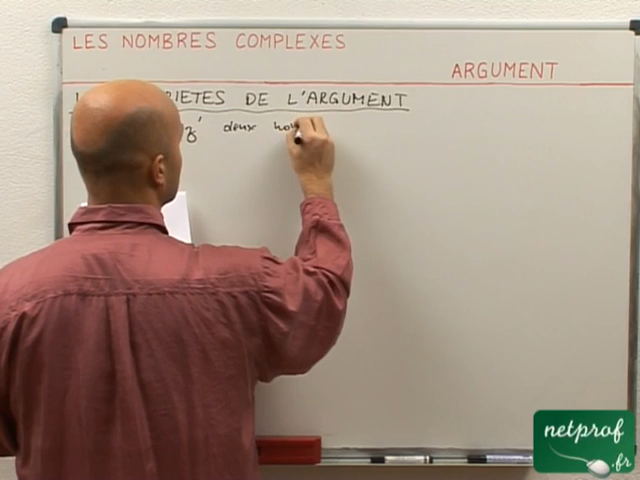 LES NOMBRES COMPLEXES
ARGUMENT
DE L'ARGUMENT
z' deux
netprof
.fr